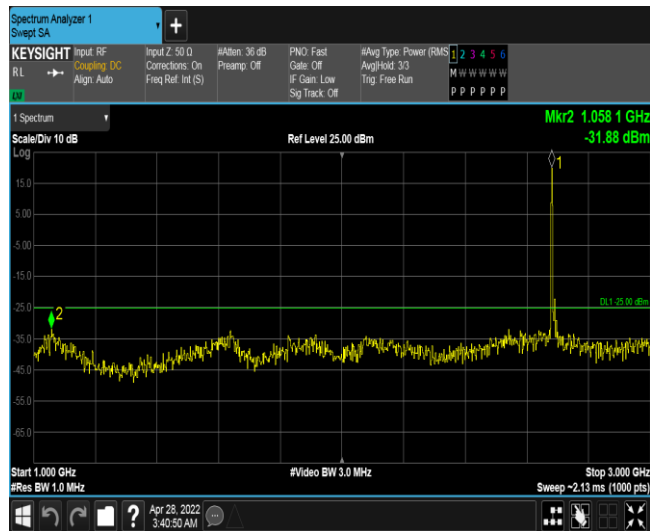 Spectrum Analyzer 1
Swept SA
+
KEYSIGHT Input: RF Input Z: 50 Ω #Atten: 36 dB PNO: Fast #Avg Type: Power (RMS 1 2 3 4 5 6
RL Coupling: DC Corrections: On Preamp: Off Gate: Off Avg|Hold: 3/3 M W W W W W
Align: Auto Freq Ref: Int (S) IF Gain: Low Trig: Free Run
Sig Track: Off P P P P P P
1 Spectrum Mkr2 1.058 1 GHz
Scale/Div 10 dB Ref Level 25.00 dBm -31.88 dBm
Log
1
15.0
5.00
-5.00
-15.0
-25.0 2 DL1 -25.00 dBm
-35.0
-45.0
-55.0
-65.0
Start 1.000 GHz #Video BW 3.0 MHz Stop 3.000 GHz
#Res BW 1.0 MHz Sweep ~2.13 ms (1000 pts)
? Apr 28, 2022
3:40:50 AM